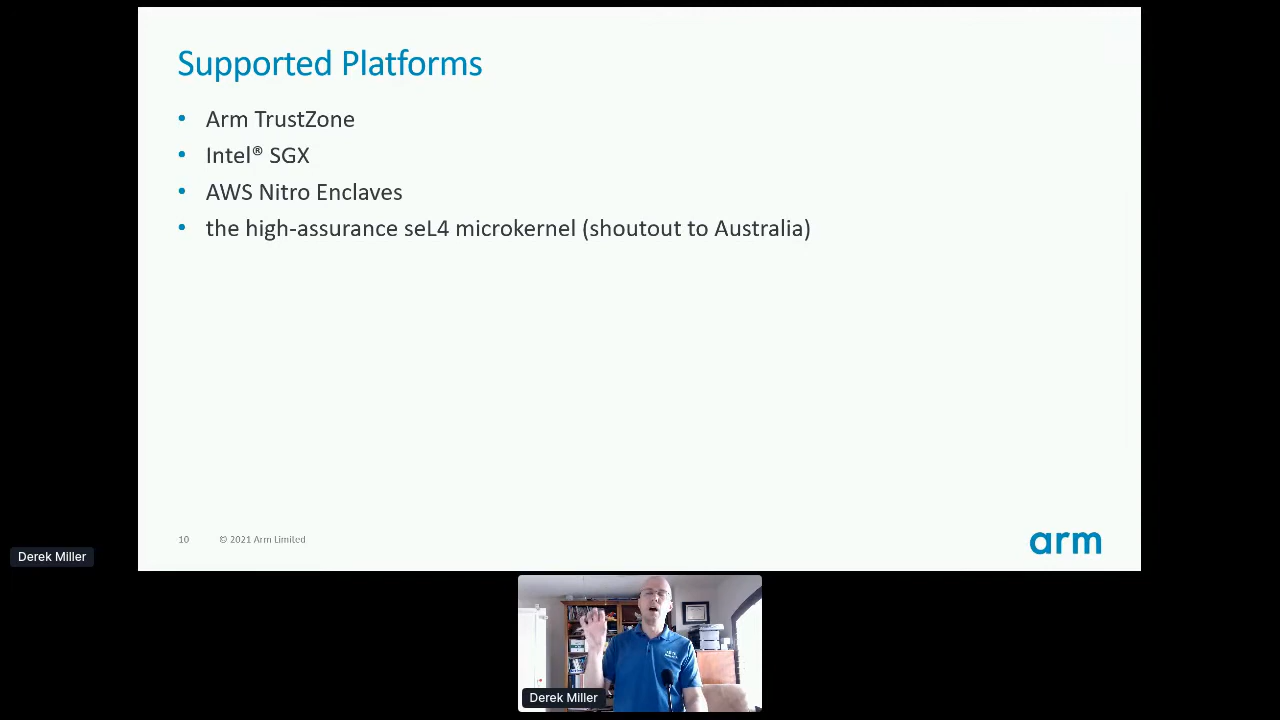 Supported Platforms
• Arm TrustZone
• Intel® SGX
• AWS Nitro Enclaves
• the high-assurance seL4 microkernel (shoutout to Australia)
10 © 2021 Arm Limited
arm
Derek Miller
Derek Miller